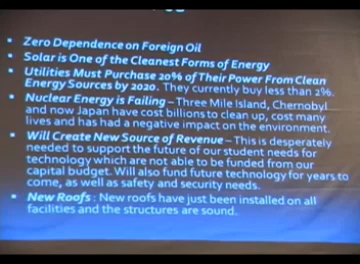 ▪ Zero Dependence on Foreign Oil
▪ Solar is One of the Cleanest Forms of Energy
▪ Utilities Must Purchase 20% of Their Power From Clean
Energy Sources by 2020. They currently buy less than 2%.
▪ Nuclear Energy is Failing – Three Mile Island, Chernobyl
and now Japan have cost billions to clean up, cost many
lives and has had a negative impact on the environment.
▪ Will Create New Source of Revenue – This is desperately
needed to support the future of our student needs for
technology which are not able to be funded from our
capital budget. Will also fund future technology for years to
come, as well as safety and security needs.
▪ New Roofs : New roofs have just been installed on all
facilities and the structures are sound.